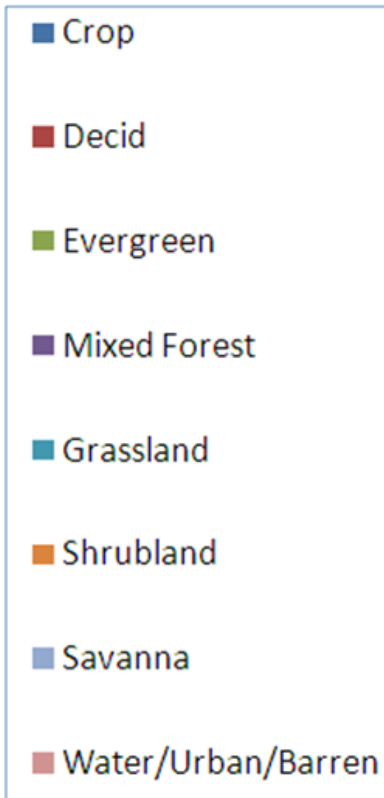 Crop
Decid
Evergreen
Mixed Forest
Grassland
Shrubland
Savanna
Water/Urban/Barren